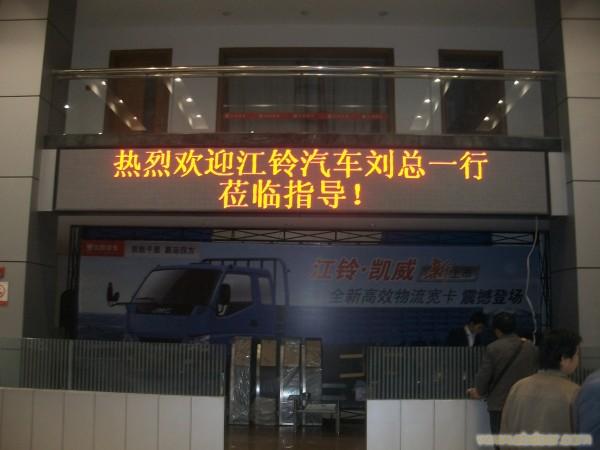 热烈欢迎江铃汽车刘总一行
莅临指导！
江铃·凯威
全新高效物流宽卡 震撼登场